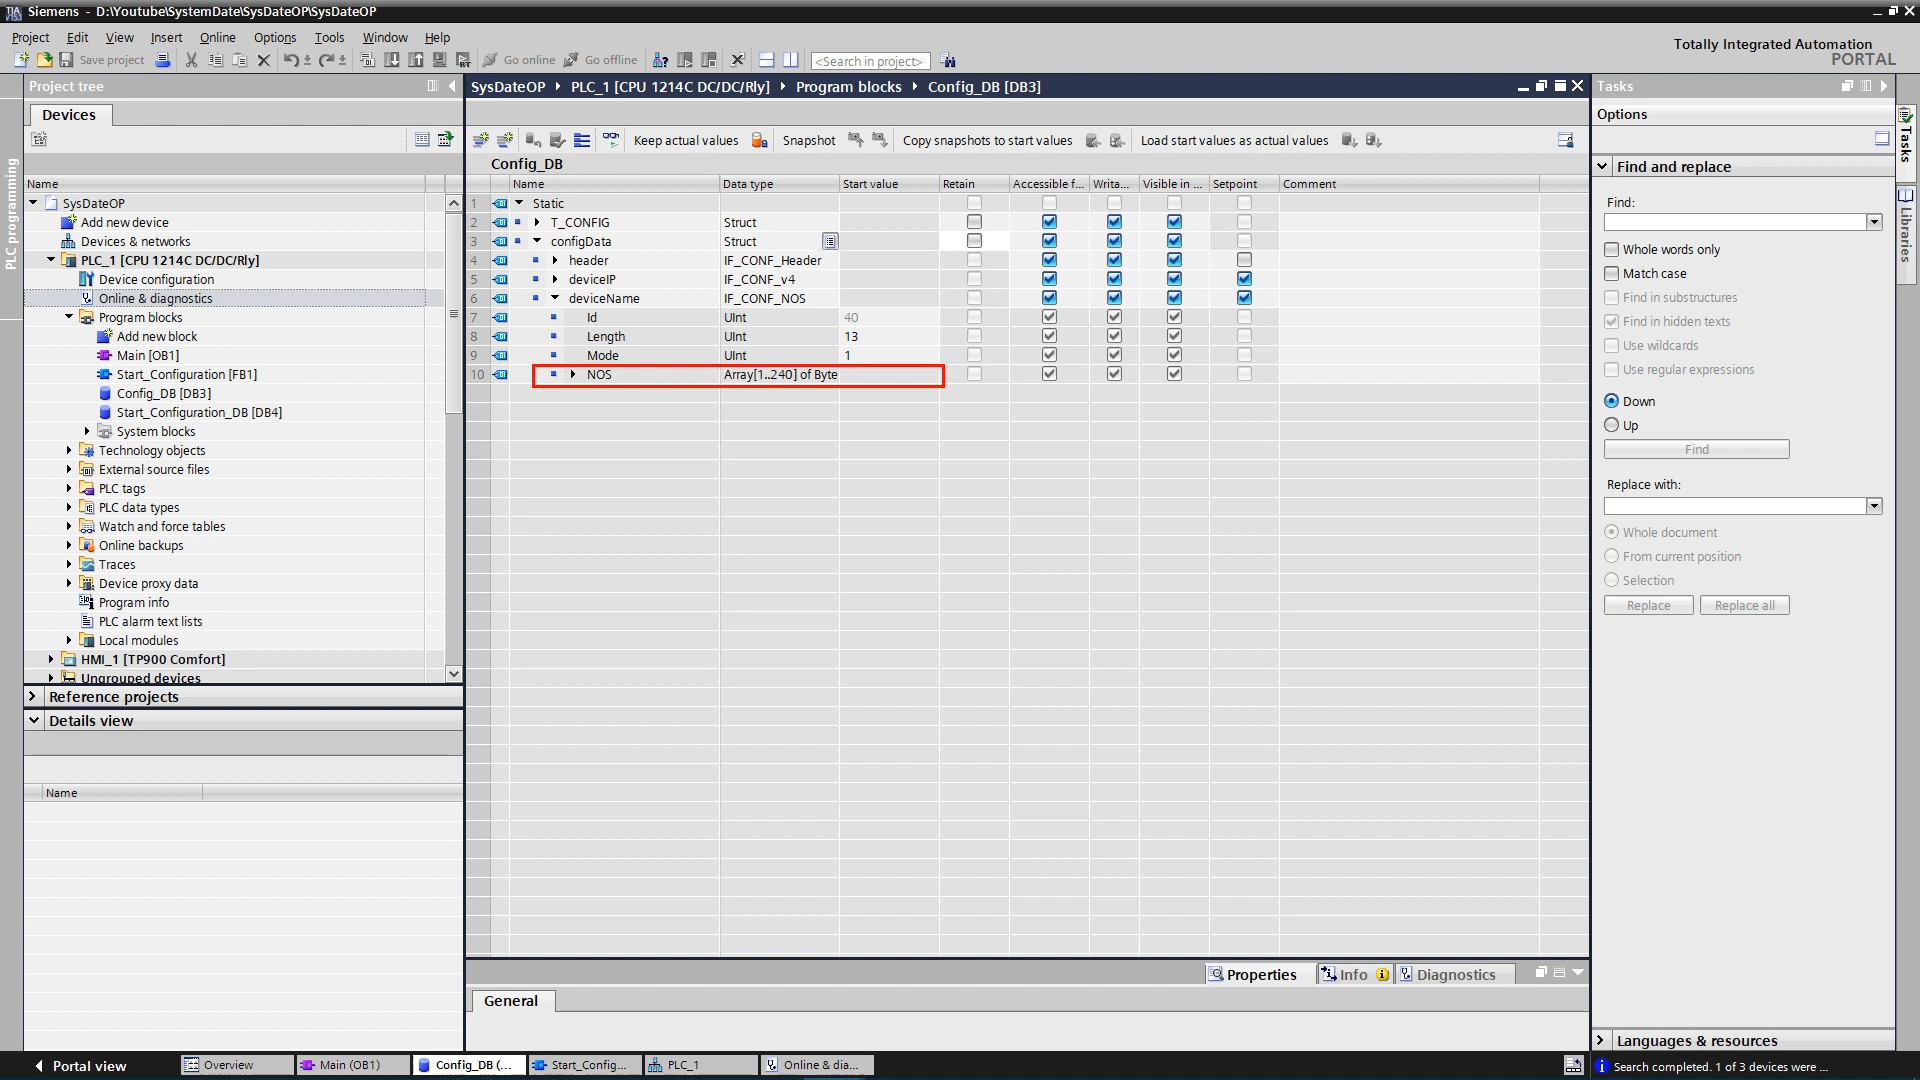 Siemens - D:\Youtube\SystemDate\SysDateOP\SysDateOP
Project Edit View Insert Online Options Tools Window Help
Totally Integrated Automation
PORTAL
Save project
Go online
Go offline
<Search in project>
Project tree
Devices
PLC programming
Name
SysDateOP
Add new device
Devices & networks
PLC_1 [CPU 1214C DC/DC/Rly]
Device configuration
Online & diagnostics
Program blocks
Add new block
Main [OB1]
Start_Configuration [FB1]
Config_DB [DB3]
Start_Configuration_DB [DB4]
System blocks
Technology objects
External source files
PLC tags
PLC data types
Watch and force tables
Online backups
Traces
Device proxy data
Program info
PLC alarm text lists
Local modules
HMI_1 [TP900 Comfort]
Ungrouped devices
Reference projects
Details view
Name
SysDateOP PLC_1 [CPU 1214C DC/DC/Rly] Program blocks Config_DB [DB3]
Keep actual values Snapshot Copy snapshots to start values Load start values as actual values
Config_DB
Name Data type Start value Retain Accessible f... Writa... Visible in ... Setpoint Comment
1 Static
2 T_CONFIG Struct
3 configData Struct
4 header IF_CONF_Header
5 deviceIP IF_CONF_v4
6 deviceName IF_CONF_NOS
7 Id UInt 40
8 Length UInt 13
9 Mode UInt 1
10 NOS Array[1..240] of Byte
Properties Info Diagnostics
General
Tasks
Options
Find and replace
Find:
Whole words only
Match case
Find in substructures
Find in hidden texts
Use wildcards
Use regular expressions
Down
Up
Find
Replace with:
Whole document
From current position
Selection
Replace Replace all
Languages & resources
Tasks
Libraries
Portal view Overview Main (OB1) Config_DB (... Start_Config... PLC_1 Online & dia...
Search completed. 1 of 3 devices were ...